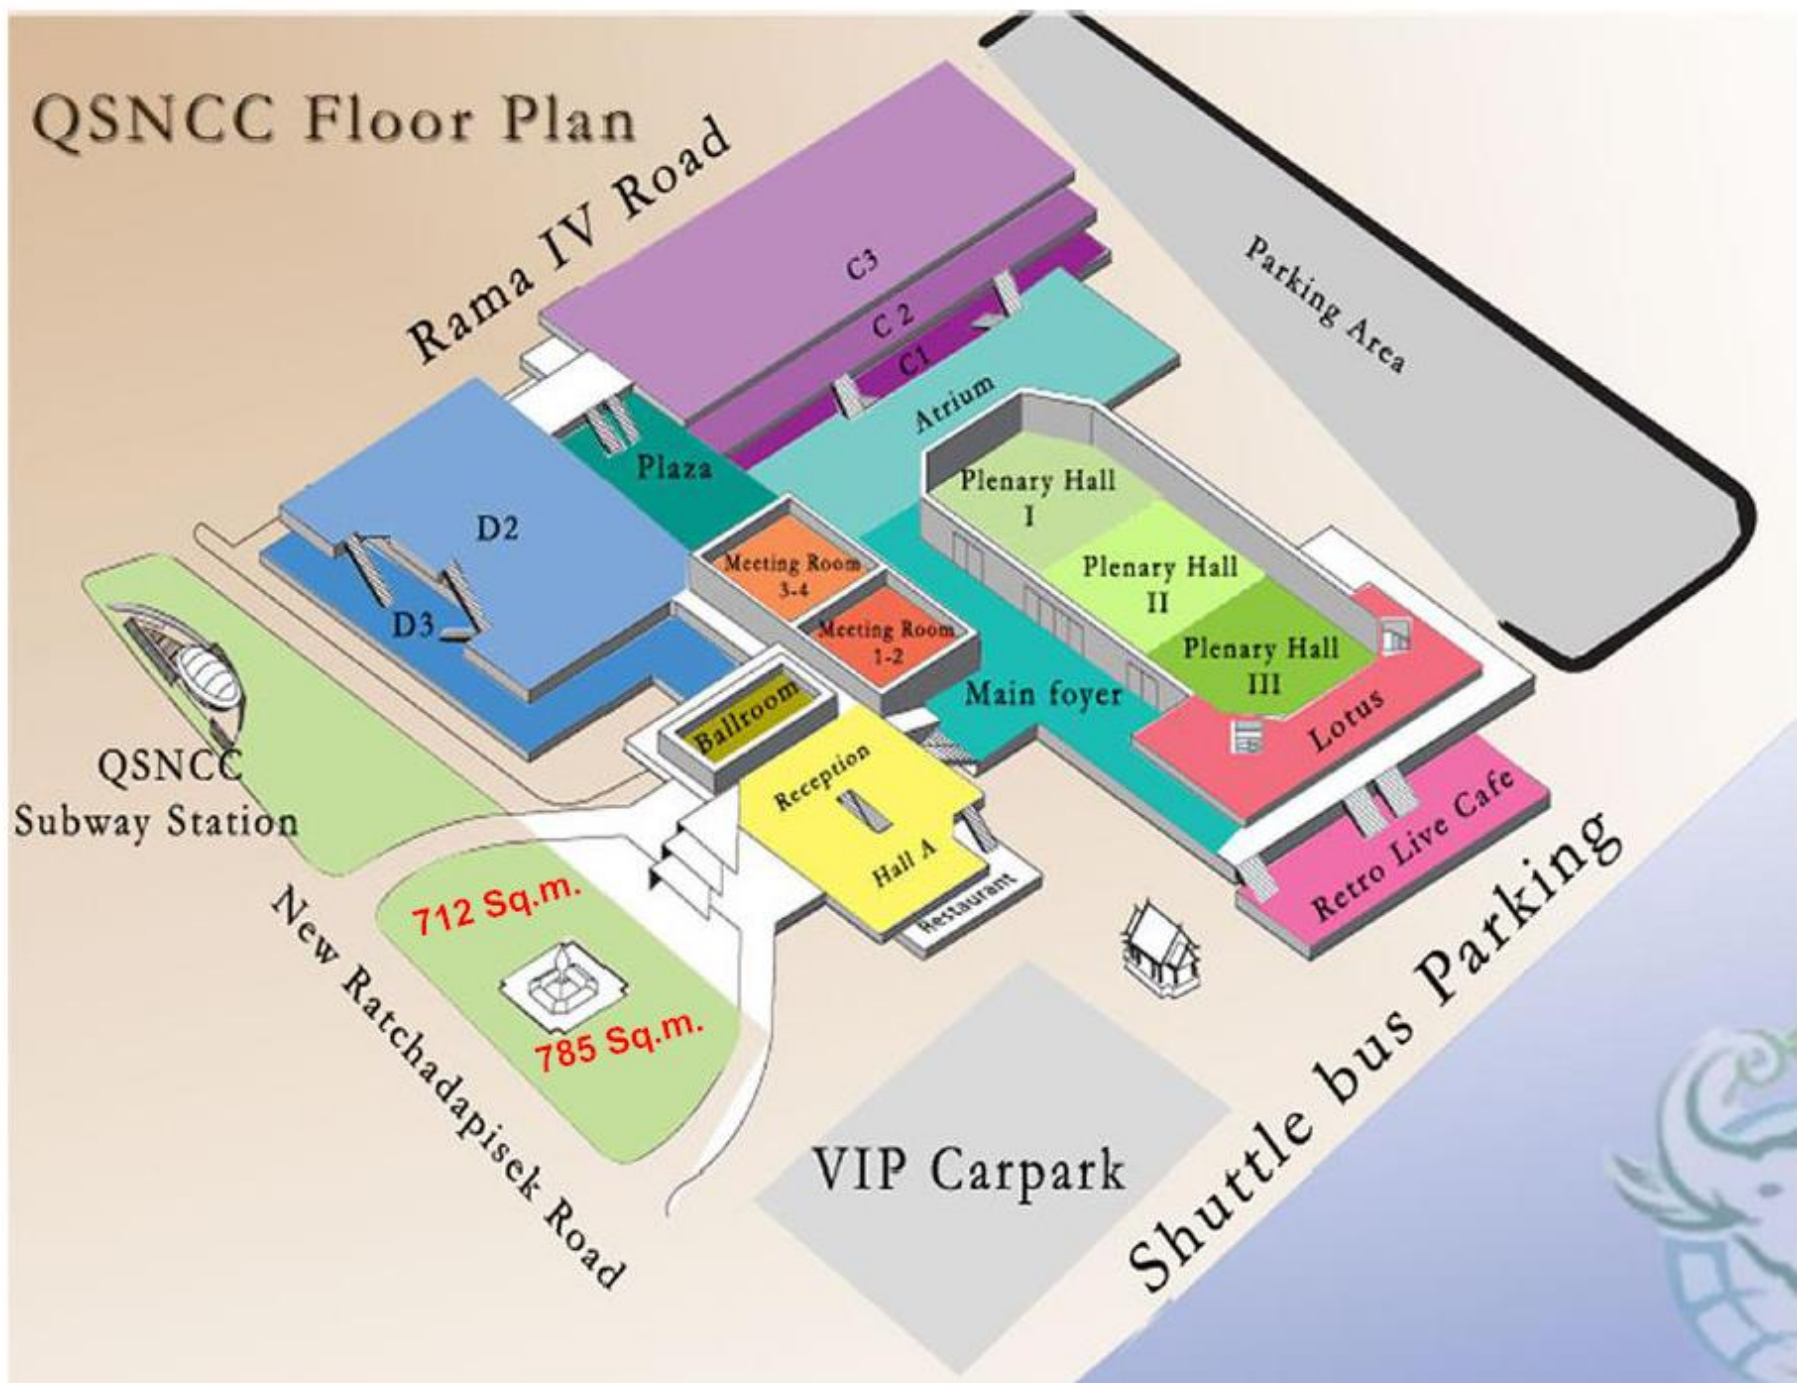 QSNCC Floor Plan
Rama IV Road
C3
C 2
C1
Parking Area
Atrium
Plaza
Plenary Hall
I
D2
Meeting Room
3-4
Plenary Hall
II
D3
Meeting Room
1-2
Plenary Hall
III
Main foyer
Ballroom
Lotus
QSNCC
Subway Station
Reception
Hall A
Retro Live Cafe
Restaurant
712 Sq.m.
785 Sq.m.
New Ratchadapisek Road
VIP Carpark
Shuttle bus Parking